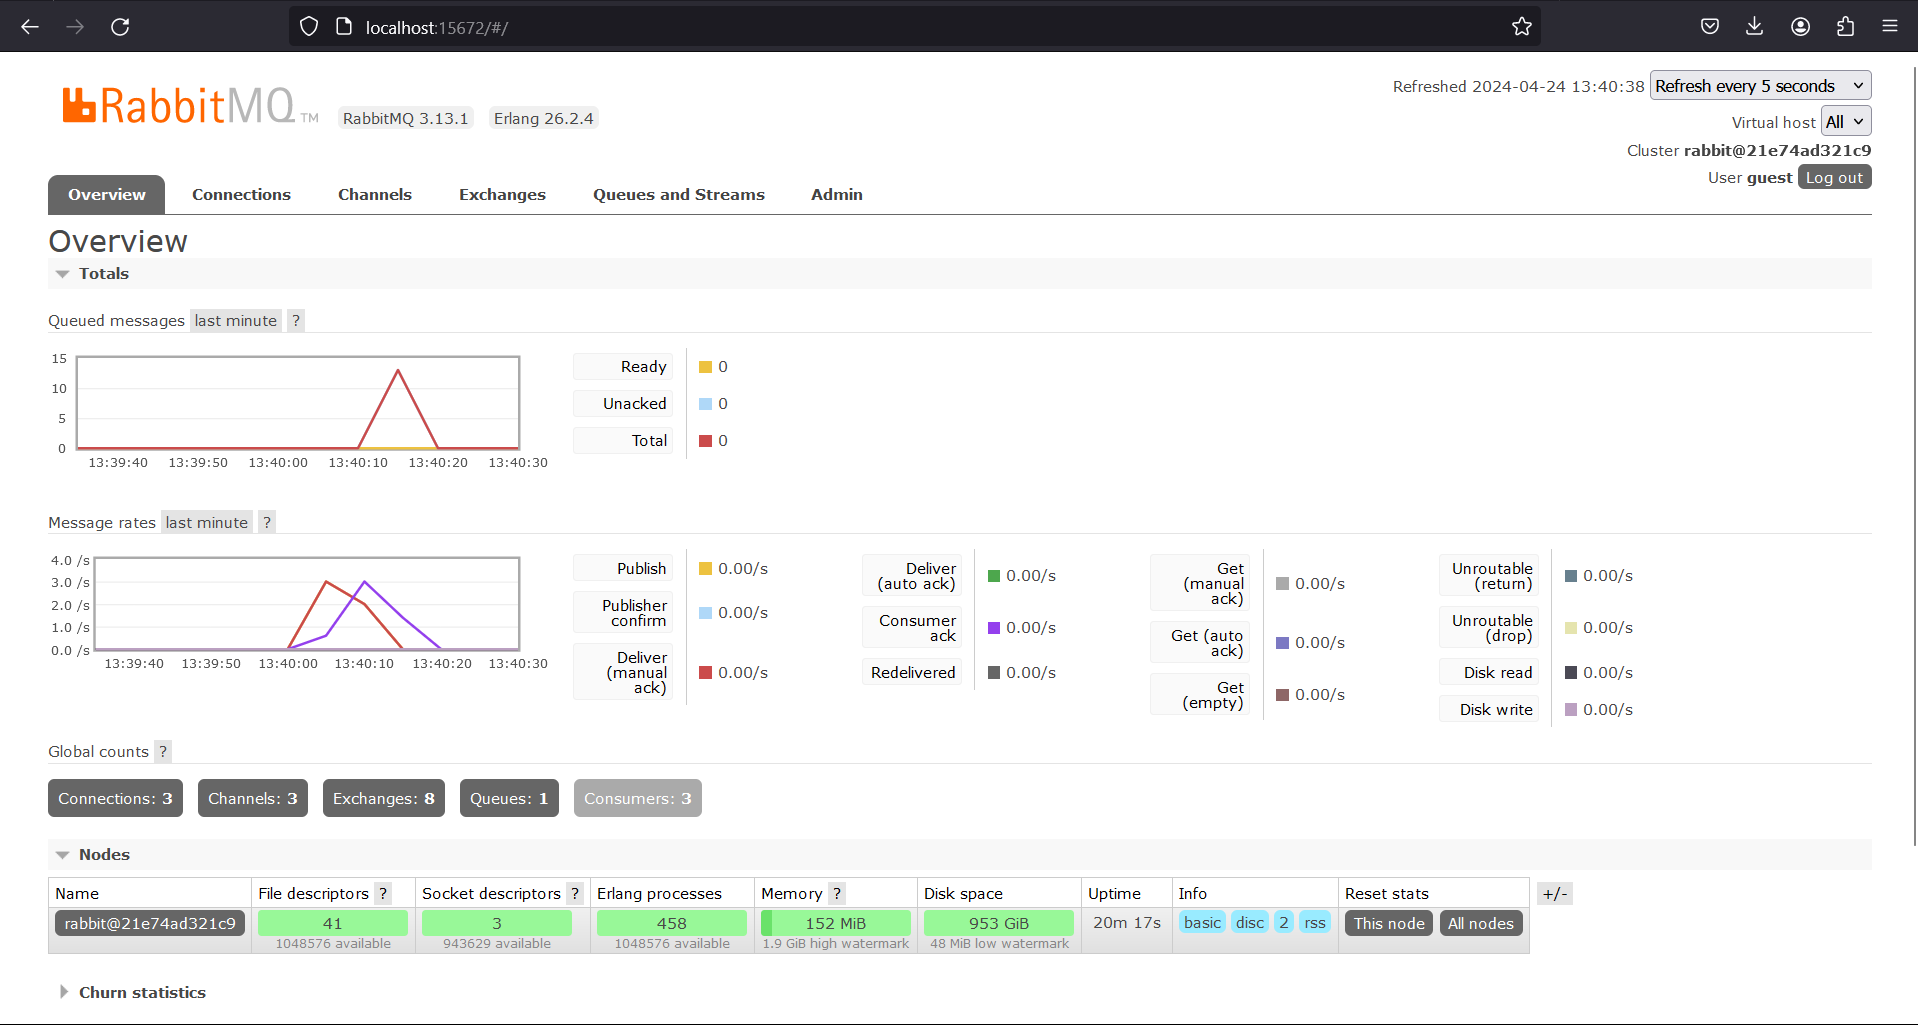 localhost:15672/#/
Refreshed 2024-04-24 13:40:38 Refresh every 5 seconds
RabbitMQ TM RabbitMQ 3.13.1 Erlang 26.2.4
Virtual host All
Cluster rabbit@21e74ad321c9
User guest Log out
Overview Connections Channels Exchanges Queues and Streams Admin
Overview
Totals
Queued messages last minute ?
15
10
5
0
13:39:40 13:39:50 13:40:00 13:40:10 13:40:20 13:40:30
Ready 0
Unacked 0
Total 0
Message rates last minute ?
4.0 /s
3.0 /s
2.0 /s
1.0 /s
0.0 /s
13:39:40 13:39:50 13:40:00 13:40:10 13:40:20 13:40:30
Publish 0.00/s
Publisher
confirm 0.00/s
Deliver
(manual
ack) 0.00/s
Deliver
(auto ack) 0.00/s
Consumer
ack 0.00/s
Redelivered 0.00/s
Get
(manual
ack) 0.00/s
Get (auto
ack) 0.00/s
Get
(empty) 0.00/s
Unroutable
(return) 0.00/s
Unroutable
(drop) 0.00/s
Disk read 0.00/s
Disk write 0.00/s
Global counts ?
Connections: 3 Channels: 3 Exchanges: 8 Queues: 1 Consumers: 3
Nodes
Name File descriptors ? Socket descriptors ? Erlang processes Memory ? Disk space Uptime Info Reset stats +/-
rabbit@21e74ad321c9 41 3 458 152 MiB 953 GiB 20m 17s basic disc 2 rss This node All nodes
1048576 available 943629 available 1048576 available 1.9 GiB high watermark 48 MiB low watermark
Churn statistics